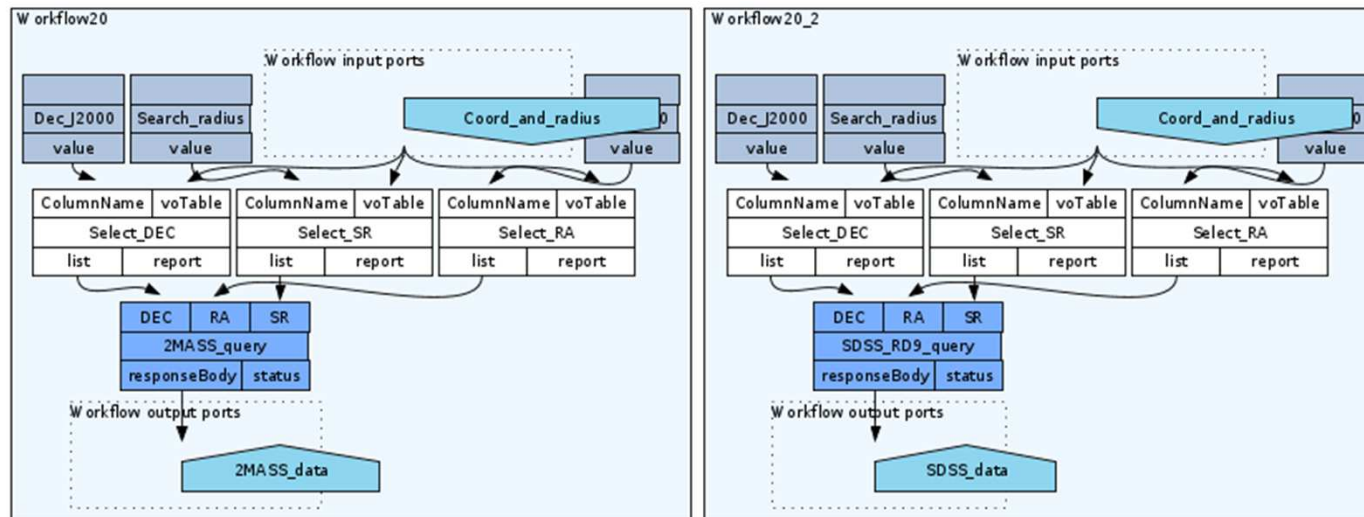 Workflow20
Workflow input ports
Dec_J2000 Search_radius Coord_and_radius 0
value value value
ColumnName voTable ColumnName voTable ColumnName voTable
Select_DEC Select_SR Select_RA
list report list report list report
DEC RA SR
2MASS_query
responseBody status
Workflow output ports
2MASS_data
Workflow20_2
Workflow input ports
Dec_J2000 Search_radius Coord_and_radius 0
value value value
ColumnName voTable ColumnName voTable ColumnName voTable
Select_DEC Select_SR Select_RA
list report list report list report
DEC RA SR
SDSS_RD9_query
responseBody status
Workflow output ports
SDSS_data